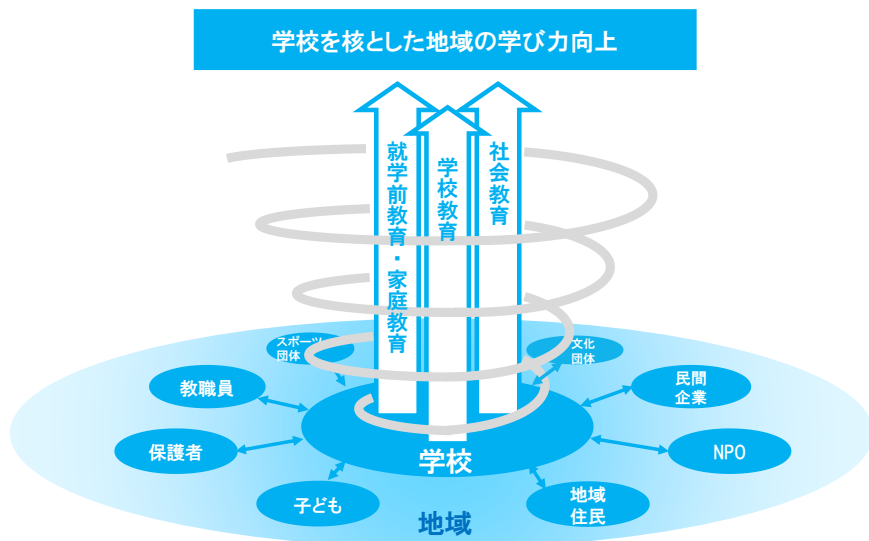 学校を核とした地域の学び力向上
就学前教育・家庭教育
学校教育
社会教育
スポーツ
団体
文化
団体
教職員
民間
企業
保護者
NPO
学校
子ども
地域
住民
地域